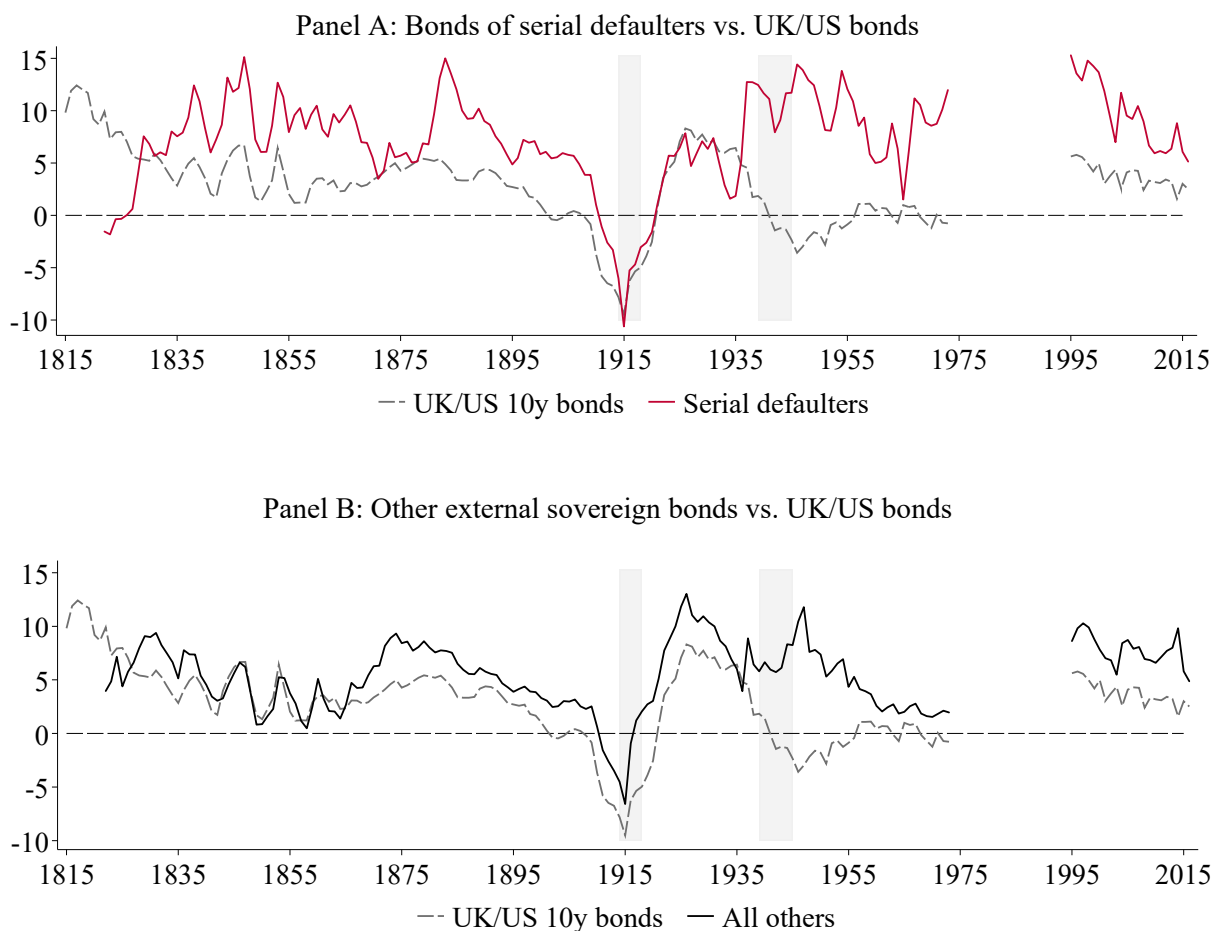 Panel A: Bonds of serial defaulters vs. UK/US bonds
15
10
5
0
-5
-10
1815 1835 1855 1875 1895 1915 1935 1955 1975 1995 2015
UK/US 10y bonds Serial defaulters
Panel B: Other external sovereign bonds vs. UK/US bonds
15
10
5
0
-5
-10
1815 1835 1855 1875 1895 1915 1935 1955 1975 1995 2015
UK/US 10y bonds All others